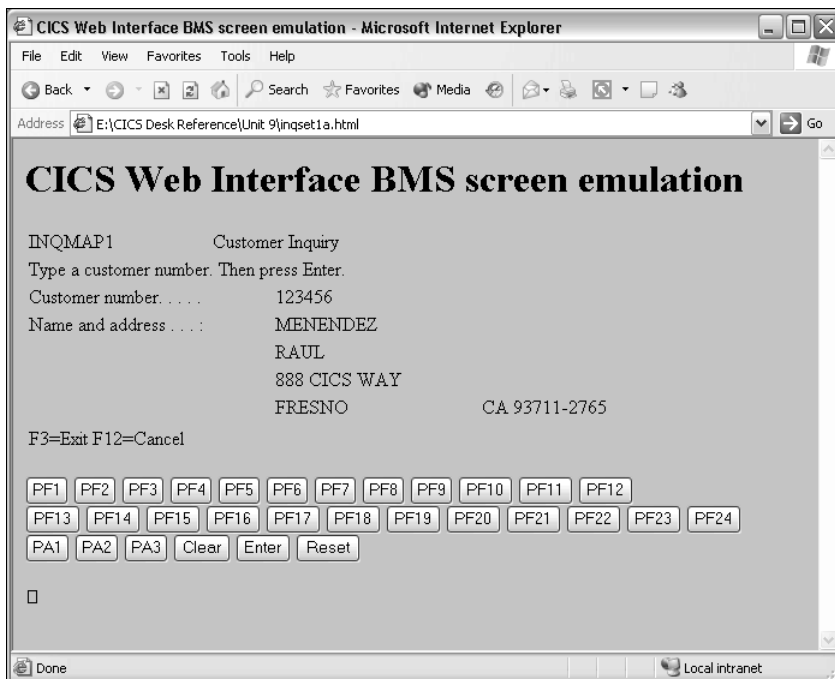 CICS Web Interface BMS screen emulation - Microsoft Internet Explorer
File Edit View Favorites Tools Help
Back Search Favorites Media
Address E:\CICS Desk Reference\Unit 9\inqset1a.html Go
CICS Web Interface BMS screen emulation
INQMAP1 Customer Inquiry
Type a customer number. Then press Enter.
Customer number. . . . . 123456
Name and address . . . : MENENDEZ
RAUL
888 CICS WAY
FRESNO CA 93711-2765
F3=Exit F12=Cancel
PF1 PF2 PF3 PF4 PF5 PF6 PF7 PF8 PF9 PF10 PF11 PF12
PF13 PF14 PF15 PF16 PF17 PF18 PF19 PF20 PF21 PF22 PF23 PF24
PA1 PA2 PA3 Clear Enter Reset
Done Local intranet